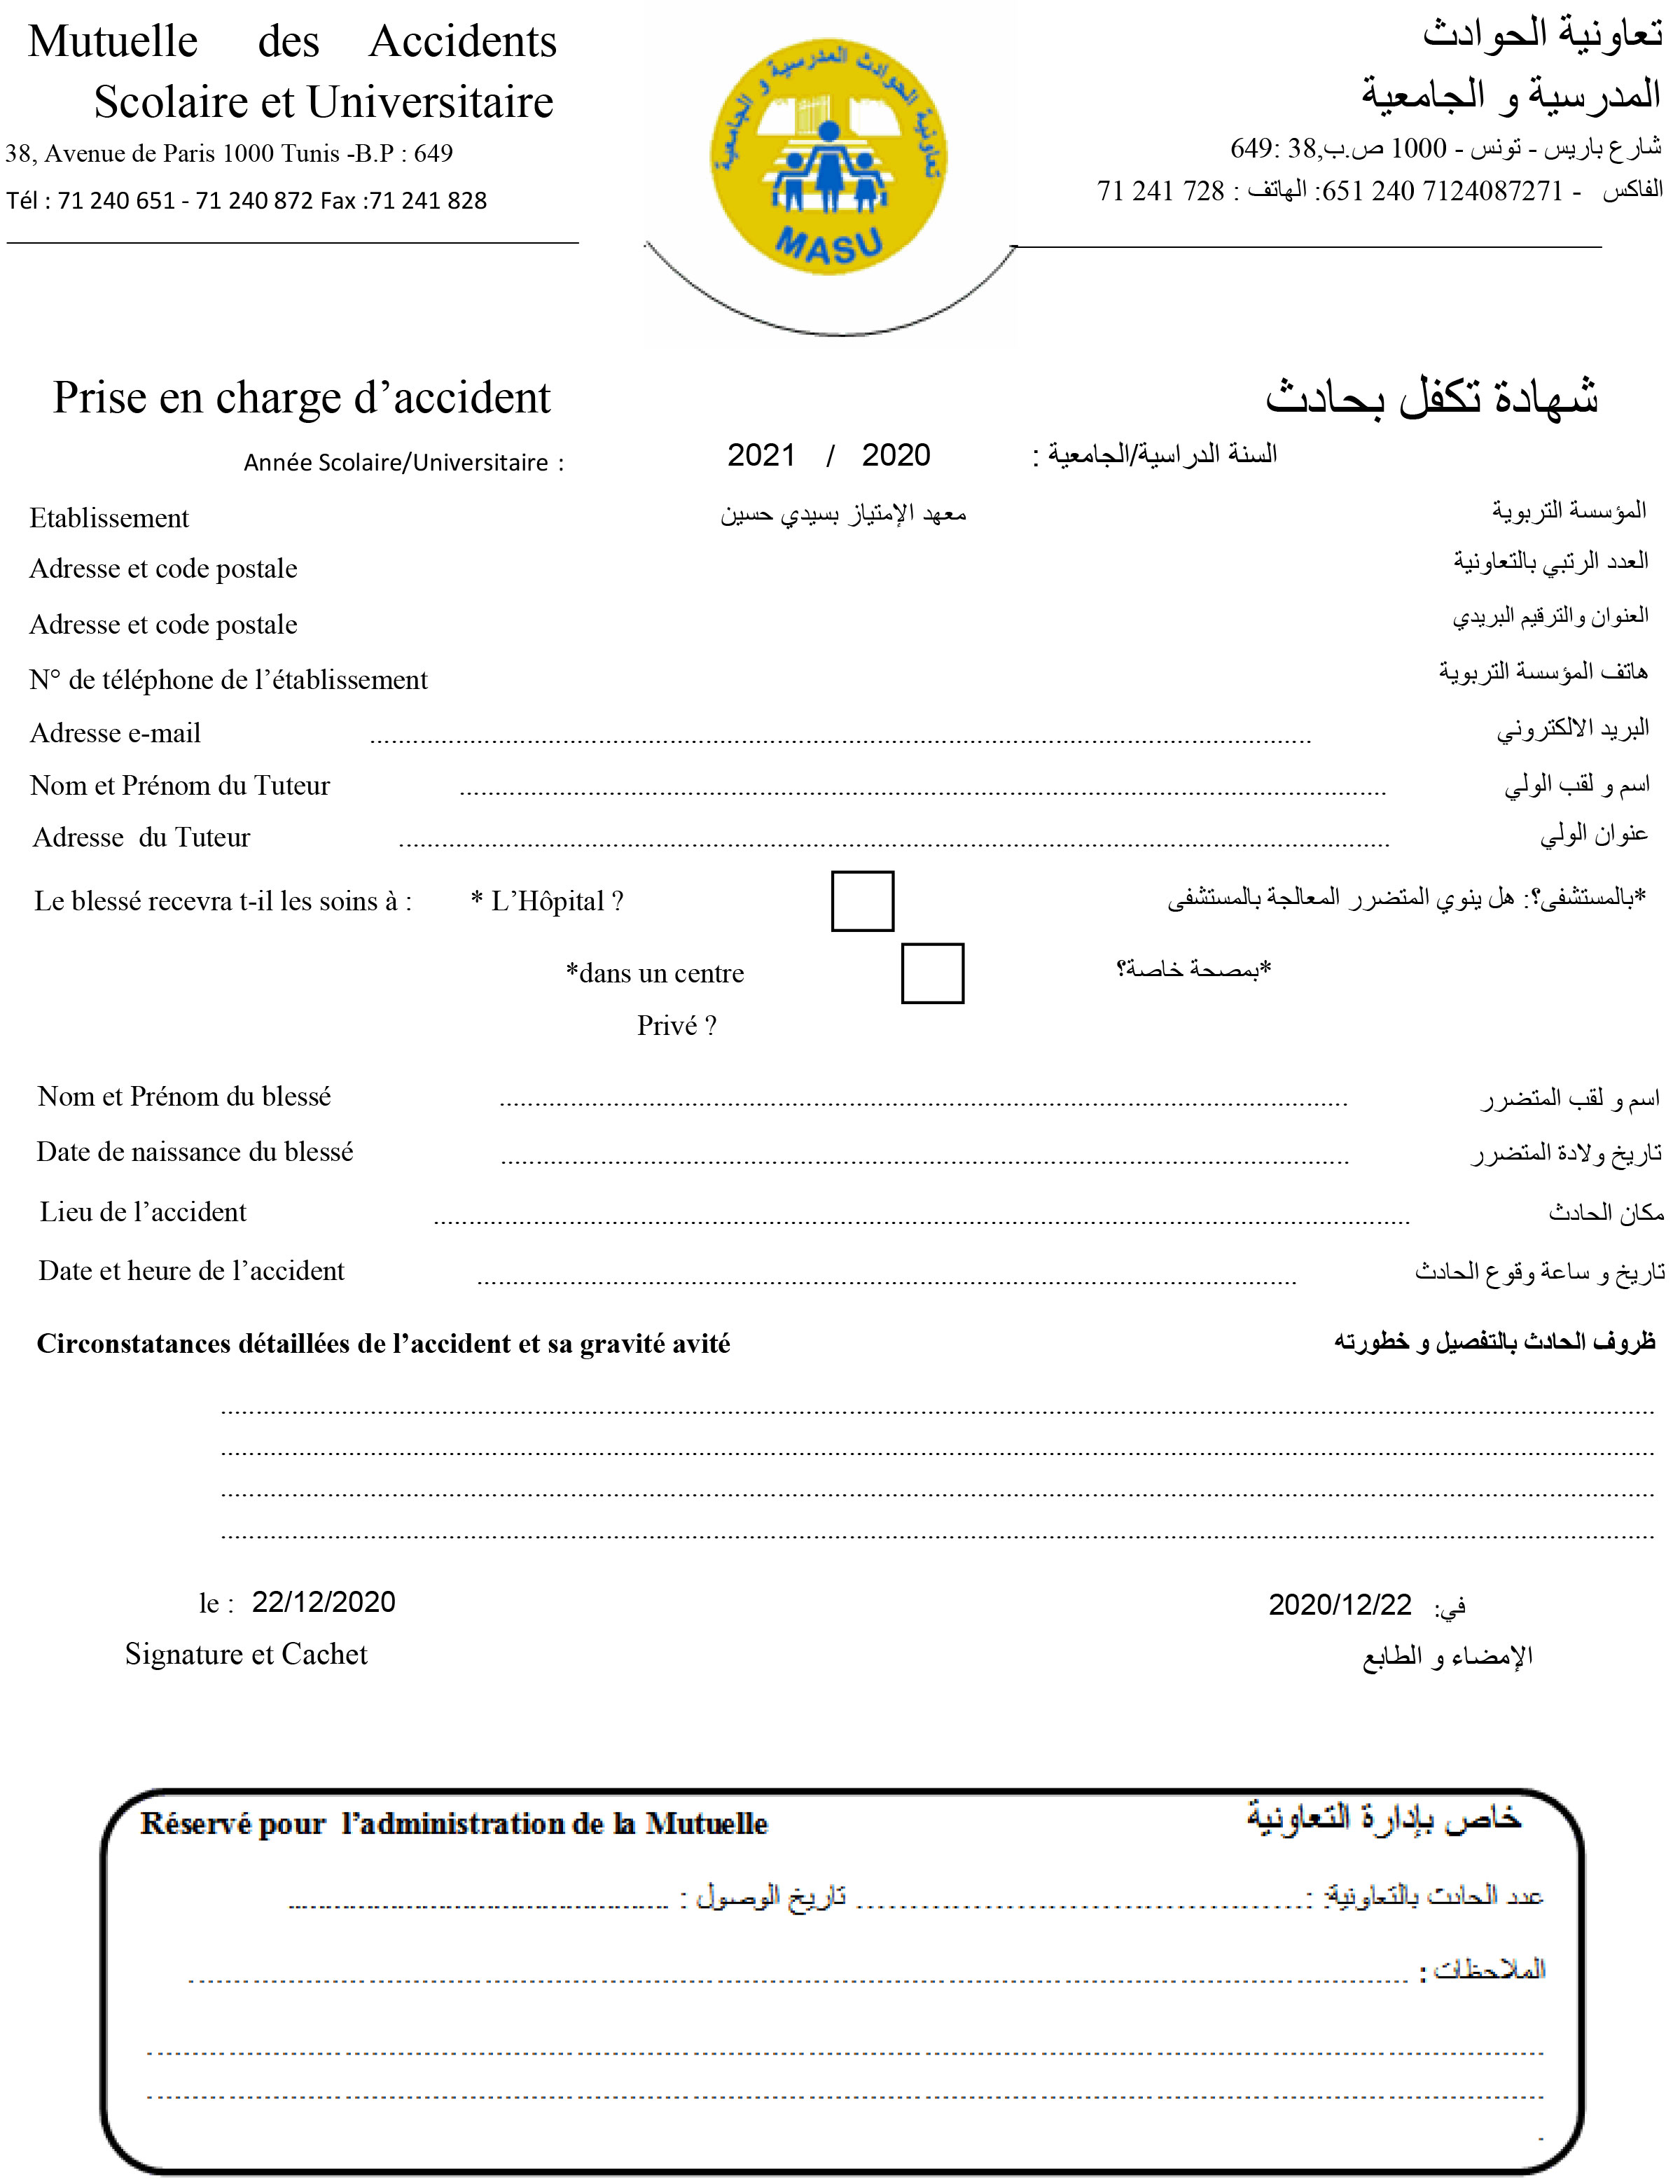 Mutuelle des Accidents
Scolaire et Universitaire
38, Avenue de Paris 1000 Tunis -B.P : 649
Tél : 71 240 651 - 71 240 872 Fax :71 241 828
تعاونية الحوادث المدرسية و الجامعية
MASU
تعاونية الحوادث
المدرسية و الجامعية
شارع باريس - تونس - 1000 ص.ب,38 :649
الفاكس - 7124087271 240 651: الهاتف : 728 241 71
Prise en charge d’accident
شهادة تكفل بحادث
Année Scolaire/Universitaire :
2021 / 2020
السنة الدراسية/الجامعية :
Etablissement
معهد الإمتياز بسيدي حسين
المؤسسة التربوية
Adresse et code postale
العدد الرتبي بالتعاونية
Adresse et code postale
العنوان والترقيم البريدي
N° de téléphone de l’établissement
هاتف المؤسسة التربوية
Adresse e-mail
البريد الالكتروني
Nom et Prénom du Tuteur
اسم و لقب الولي
Adresse du Tuteur
عنوان الولي
Le blessé recevra t-il les soins à : * L’Hôpital ?
*بالمستشفى؟: هل ينوي المتضرر المعالجة بالمستشفى
*dans un centre
Privé ?
*بمصحة خاصة؟
Nom et Prénom du blessé
اسم و لقب المتضرر
Date de naissance du blessé
تاريخ ولادة المتضرر
Lieu de l’accident
مكان الحادث
Date et heure de l’accident
تاريخ و ساعة وقوع الحادث
Circonstatances détaillées de l’accident et sa gravité avité
ظروف الحادث بالتفصيل و خطورته
le : 22/12/2020
في: 2020/12/22
Signature et Cachet
الإمضاء و الطابع
Réservé pour l’administration de la Mutuelle
خاص بإدارة التعاونية
عدد الحادث بالتعاونية: : تاريخ الوصول :
الملاحظات :